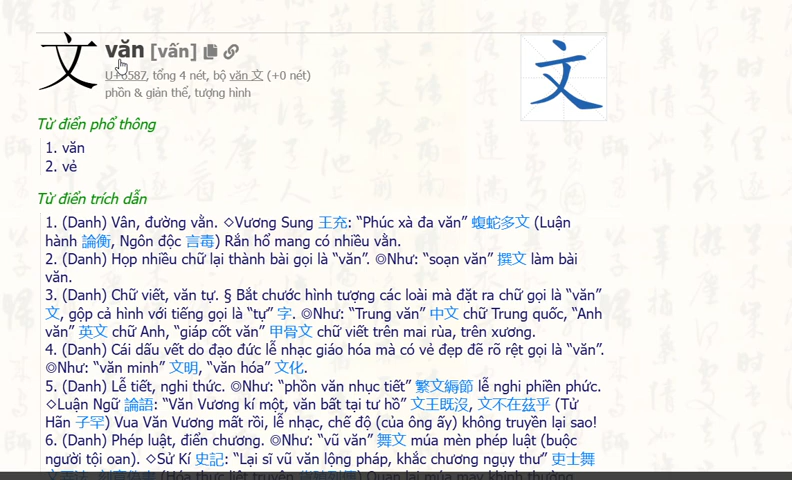 文
văn [vấn]
U+6587, tổng 4 nét, bộ văn 文 (+0 nét)
phồn & giản thể, tượng hình
文
Từ điển phổ thông
1. văn
2. vẻ
Từ điển trích dẫn
1. (Danh) Vân, đường vằn. ◇Vương Sung 王充: “Phúc xà đa văn” 蝮蛇多文 (Luận
hành 論衡, Ngôn độc 言毒) Rắn hổ mang có nhiều vằn.
2. (Danh) Họp nhiều chữ lại thành bài gọi là “văn”. ◎Như: “soạn văn” 撰文 làm bài
văn.
3. (Danh) Chữ viết, văn tự. § Bắt chước hình tượng các loài mà đặt ra chữ gọi là “văn”
文, gộp cả hình với tiếng gọi là “tự” 字. ◎Như: “Trung văn” 中文 chữ Trung quốc, “Anh
văn” 英文 chữ Anh, “giáp cốt văn” 甲骨文 chữ viết trên mai rùa, trên xương.
4. (Danh) Cái dấu vết do đạo đức lễ nhạc giáo hóa mà có vẻ đẹp đẽ rõ rệt gọi là “văn”.
◎Như: “văn minh” 文明, “văn hóa” 文化.
5. (Danh) Lễ tiết, nghi thức. ◎Như: “phồn văn nhục tiết” 繁文縟節 lễ nghi phiền phức.
◇Luận Ngữ 論語: “Văn Vương kí một, văn bất tại tư hồ” 文王既沒, 文不在茲乎 (Tử
Hãn 子罕) Vua Văn Vương mất rồi, lễ nhạc, chế độ (của ông ấy) không truyền lại sao!
6. (Danh) Phép luật, điển chương. ◎Như: “vũ văn” 舞文 múa mèn phép luật (buộc
người tội oan). ◇Sử Kí 史記: “Lại sĩ vũ văn lộng pháp, khắc chương ngụy thư” 吏士舞